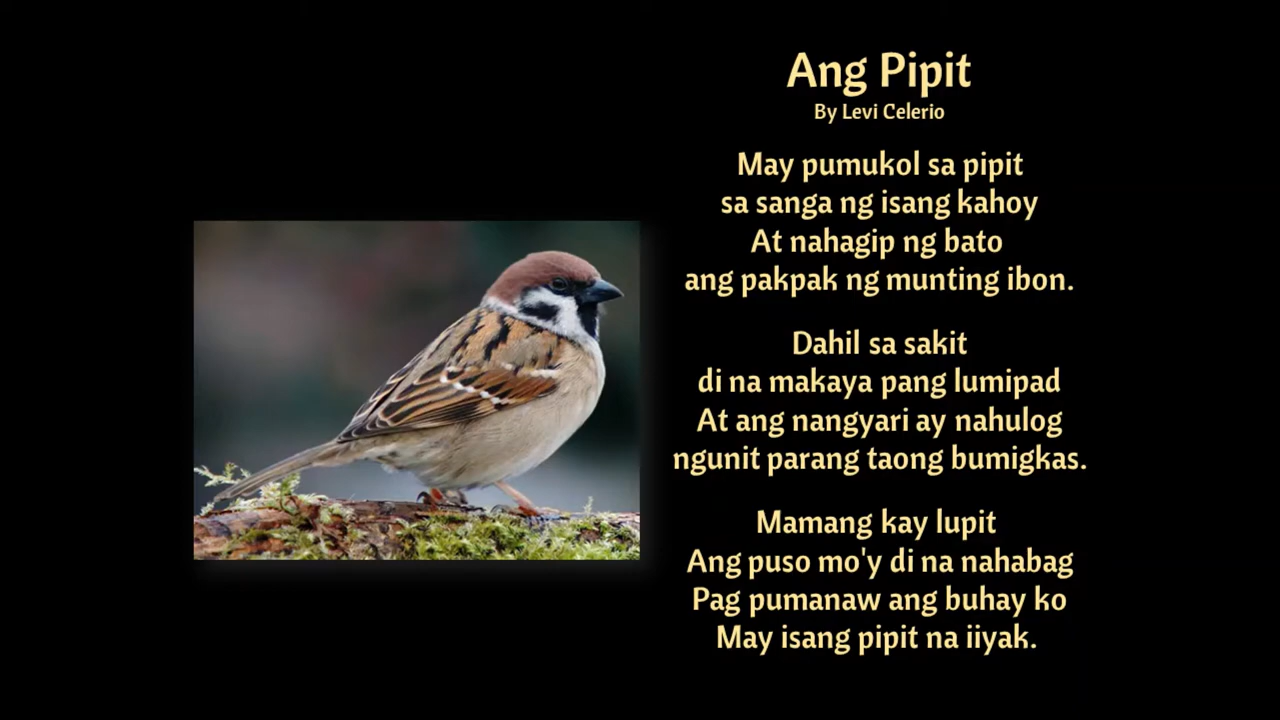 Ang Pipit
By Levi Celerio
May pumukol sa pipit
sa sanga ng isang kahoy
At nahagip ng bato
ang pakpak ng munting ibon.
Dahil sa sakit
di na makaya pang lumipad
At ang nangyari ay nahulog
ngunit parang taong bumigkas.
Mamang kay lupit
Ang puso mo'y di na nahabag
Pag pumanaw ang buhay ko
May isang pipit na iiyak.